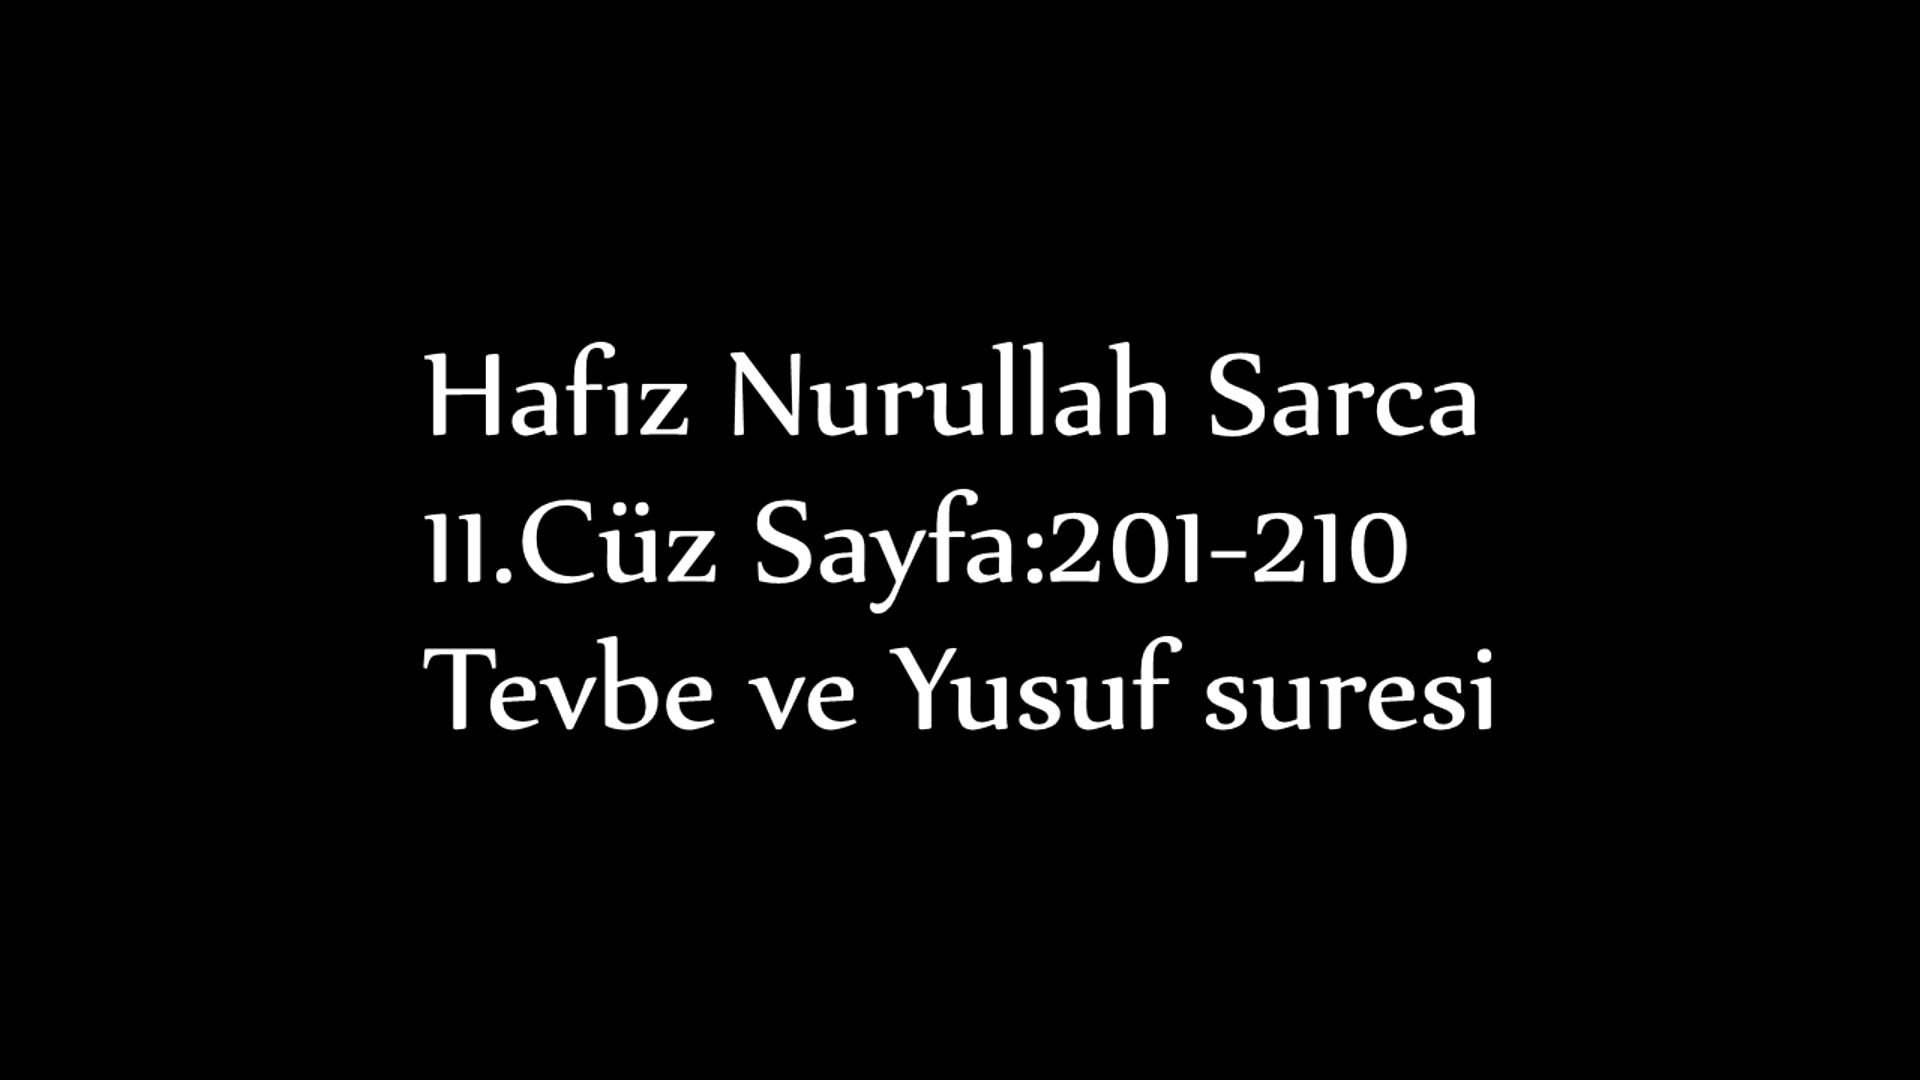 Hafız Nurullah Sarca
11.Cüz Sayfa:201-210
Tevbe ve Yusuf suresi